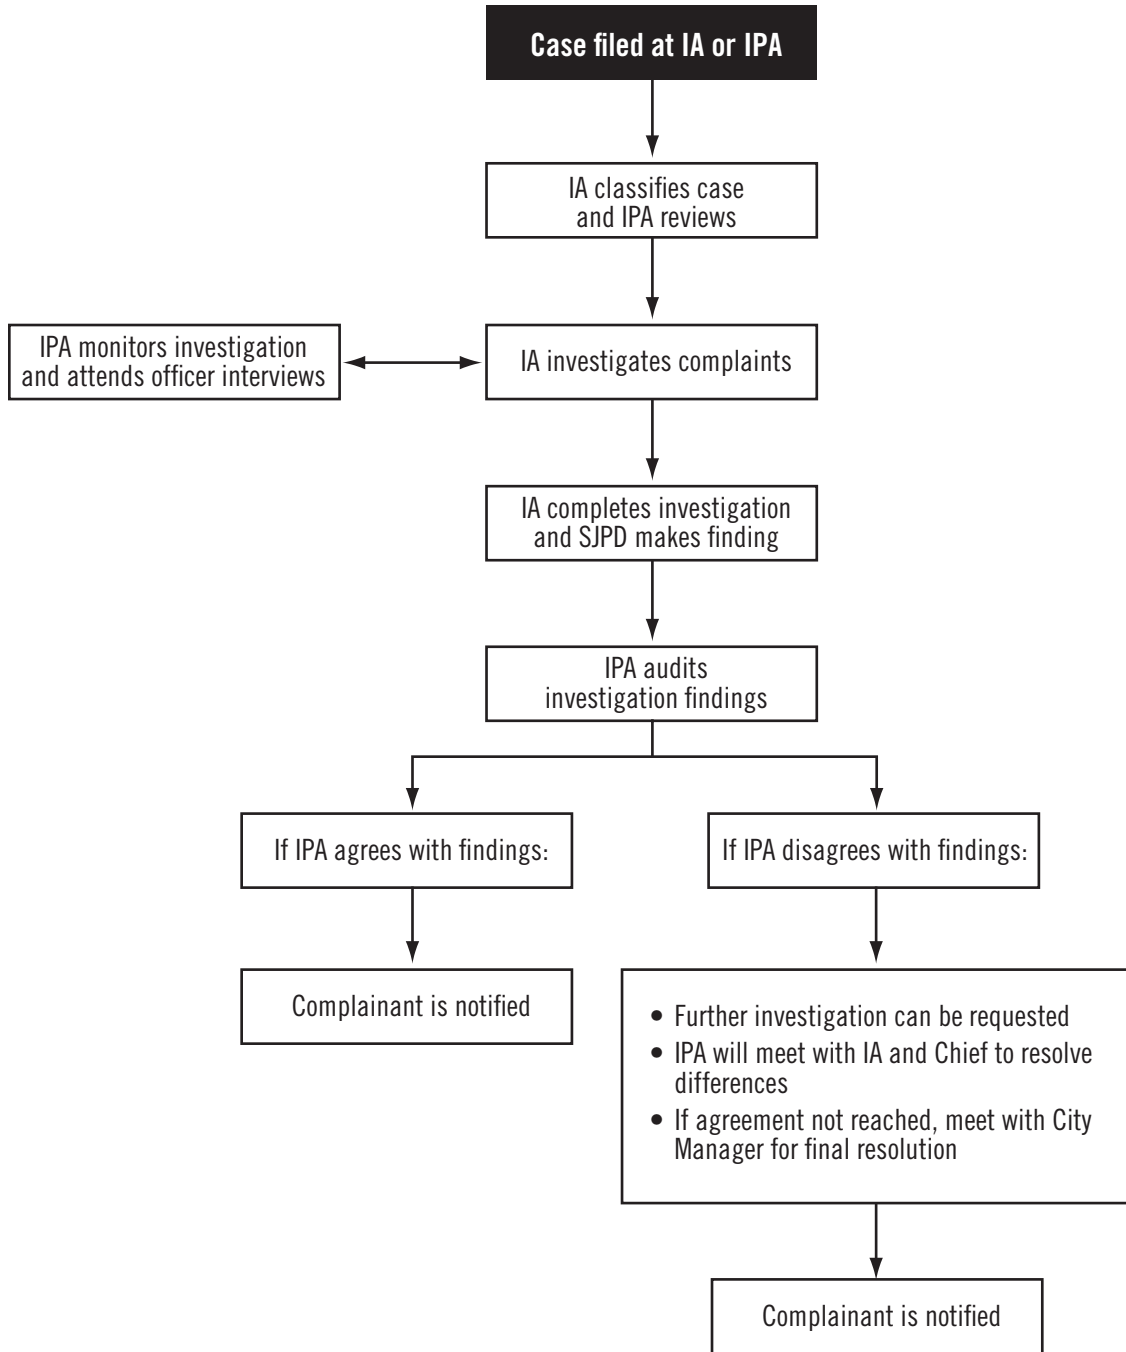 Case filed at IA or IPA
IA classifies case
and IPA reviews
IPA monitors investigation
and attends officer interviews
IA investigates complaints
IA completes investigation
and SJPD makes finding
IPA audits
investigation findings
If IPA agrees with findings:
If IPA disagrees with findings:
Complainant is notified
• Further investigation can be requested
• IPA will meet with IA and Chief to resolve
differences
• If agreement not reached, meet with City
Manager for final resolution
Complainant is notified